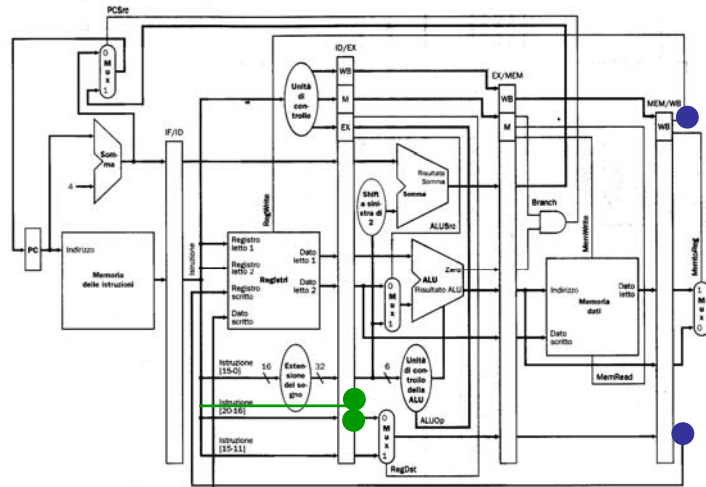 PCSrc
0
M
u
x
1
ID/EX
WB
M
EX
Unità
di con-
trollo
EX/MEM
WB
M
MEM/WB
WB
IF/ID
Som-
ma
4
PC
Indirizzo
Memoria
delle istruzioni
Istruzione
RegWrite
Registro
letto 1
Registro
letto 2
Registro
scritto
Dato
scritto
Registri
Dato
letto 1
Dato
letto 2
Shift
a sini-
stra di
2
Risultato
Somma
Somma
ALUSrc
Branch
MemWrite
MemtoReg
0
M
u
x
1
Zero
ALU
Risultato ALU
Indirizzo
Dato
letto
Memoria
dati
Dato
scritto
1
M
u
x
0
MemRead
Istruzione
[15-0]
16
Esten-
sione
del segno
32
6
Unità
di con-
trollo
della
ALU
ALUOp
Istruzione
[20-16]
Istruzione
[15-11]
0
M
u
x
1
RegDst